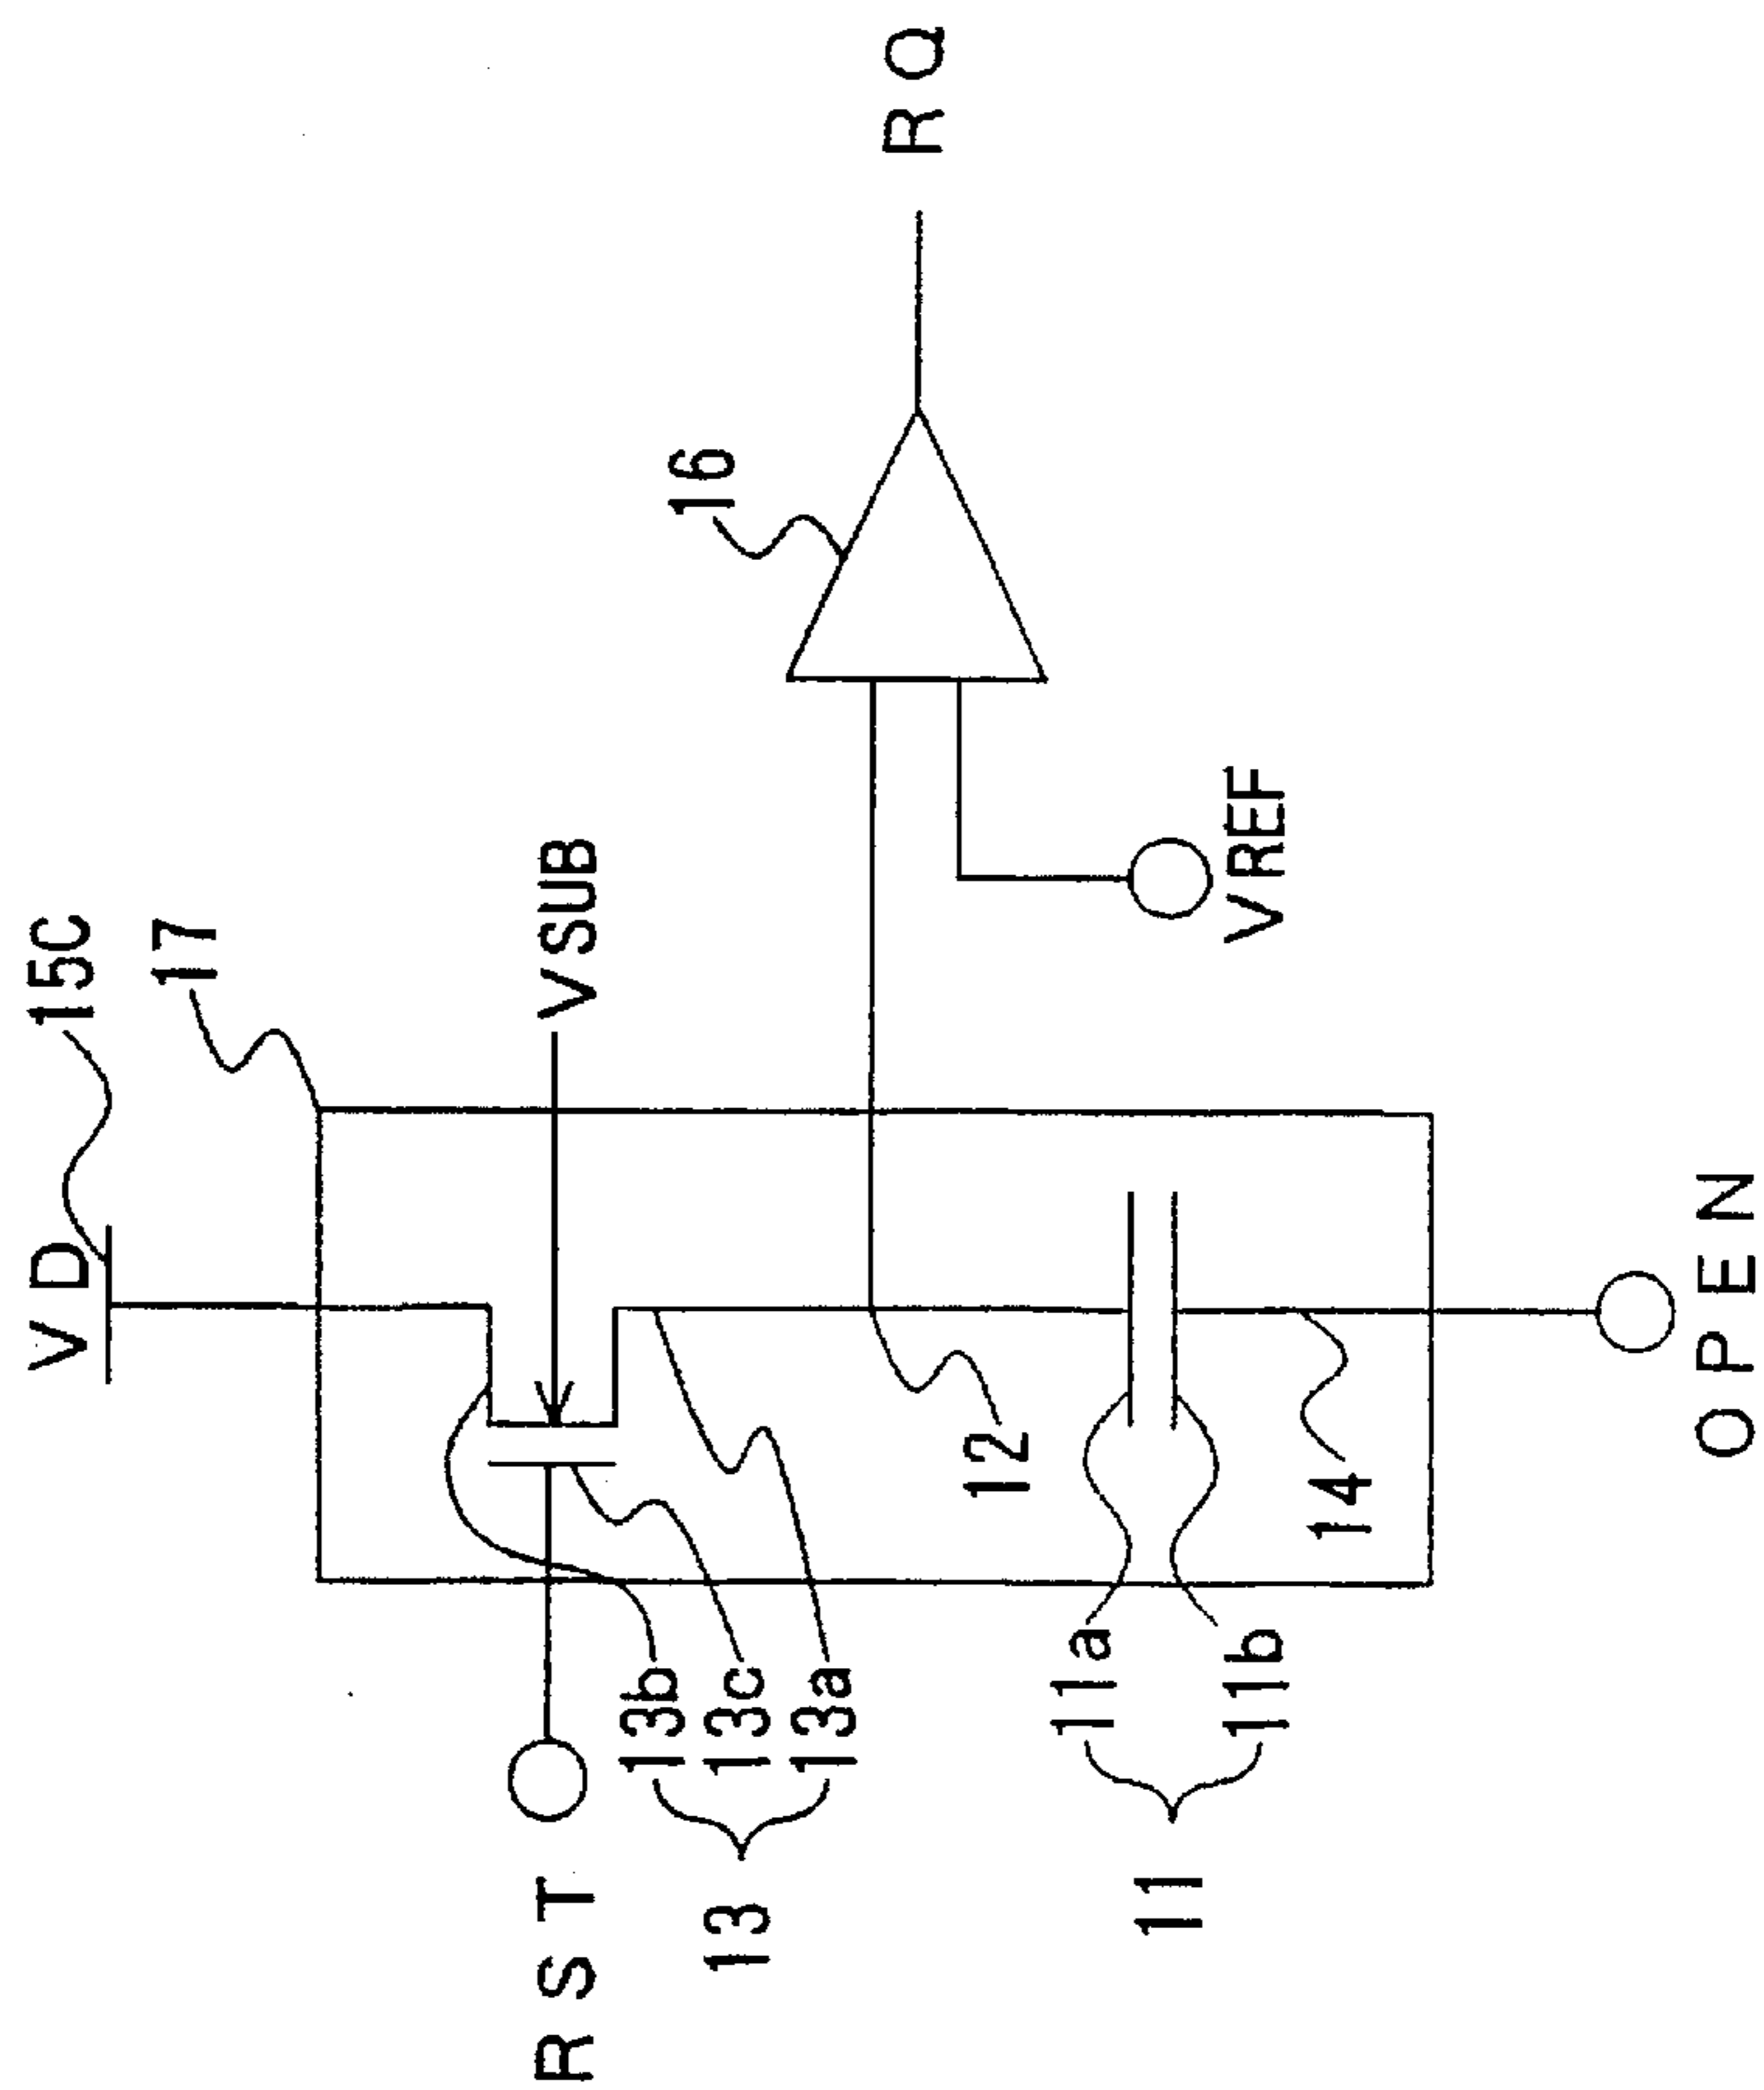 VD
15C
17
RST
VSUB
13b
16
13
13c
13a
RQ
12
11a
11
11b
VREF
14
OPEN